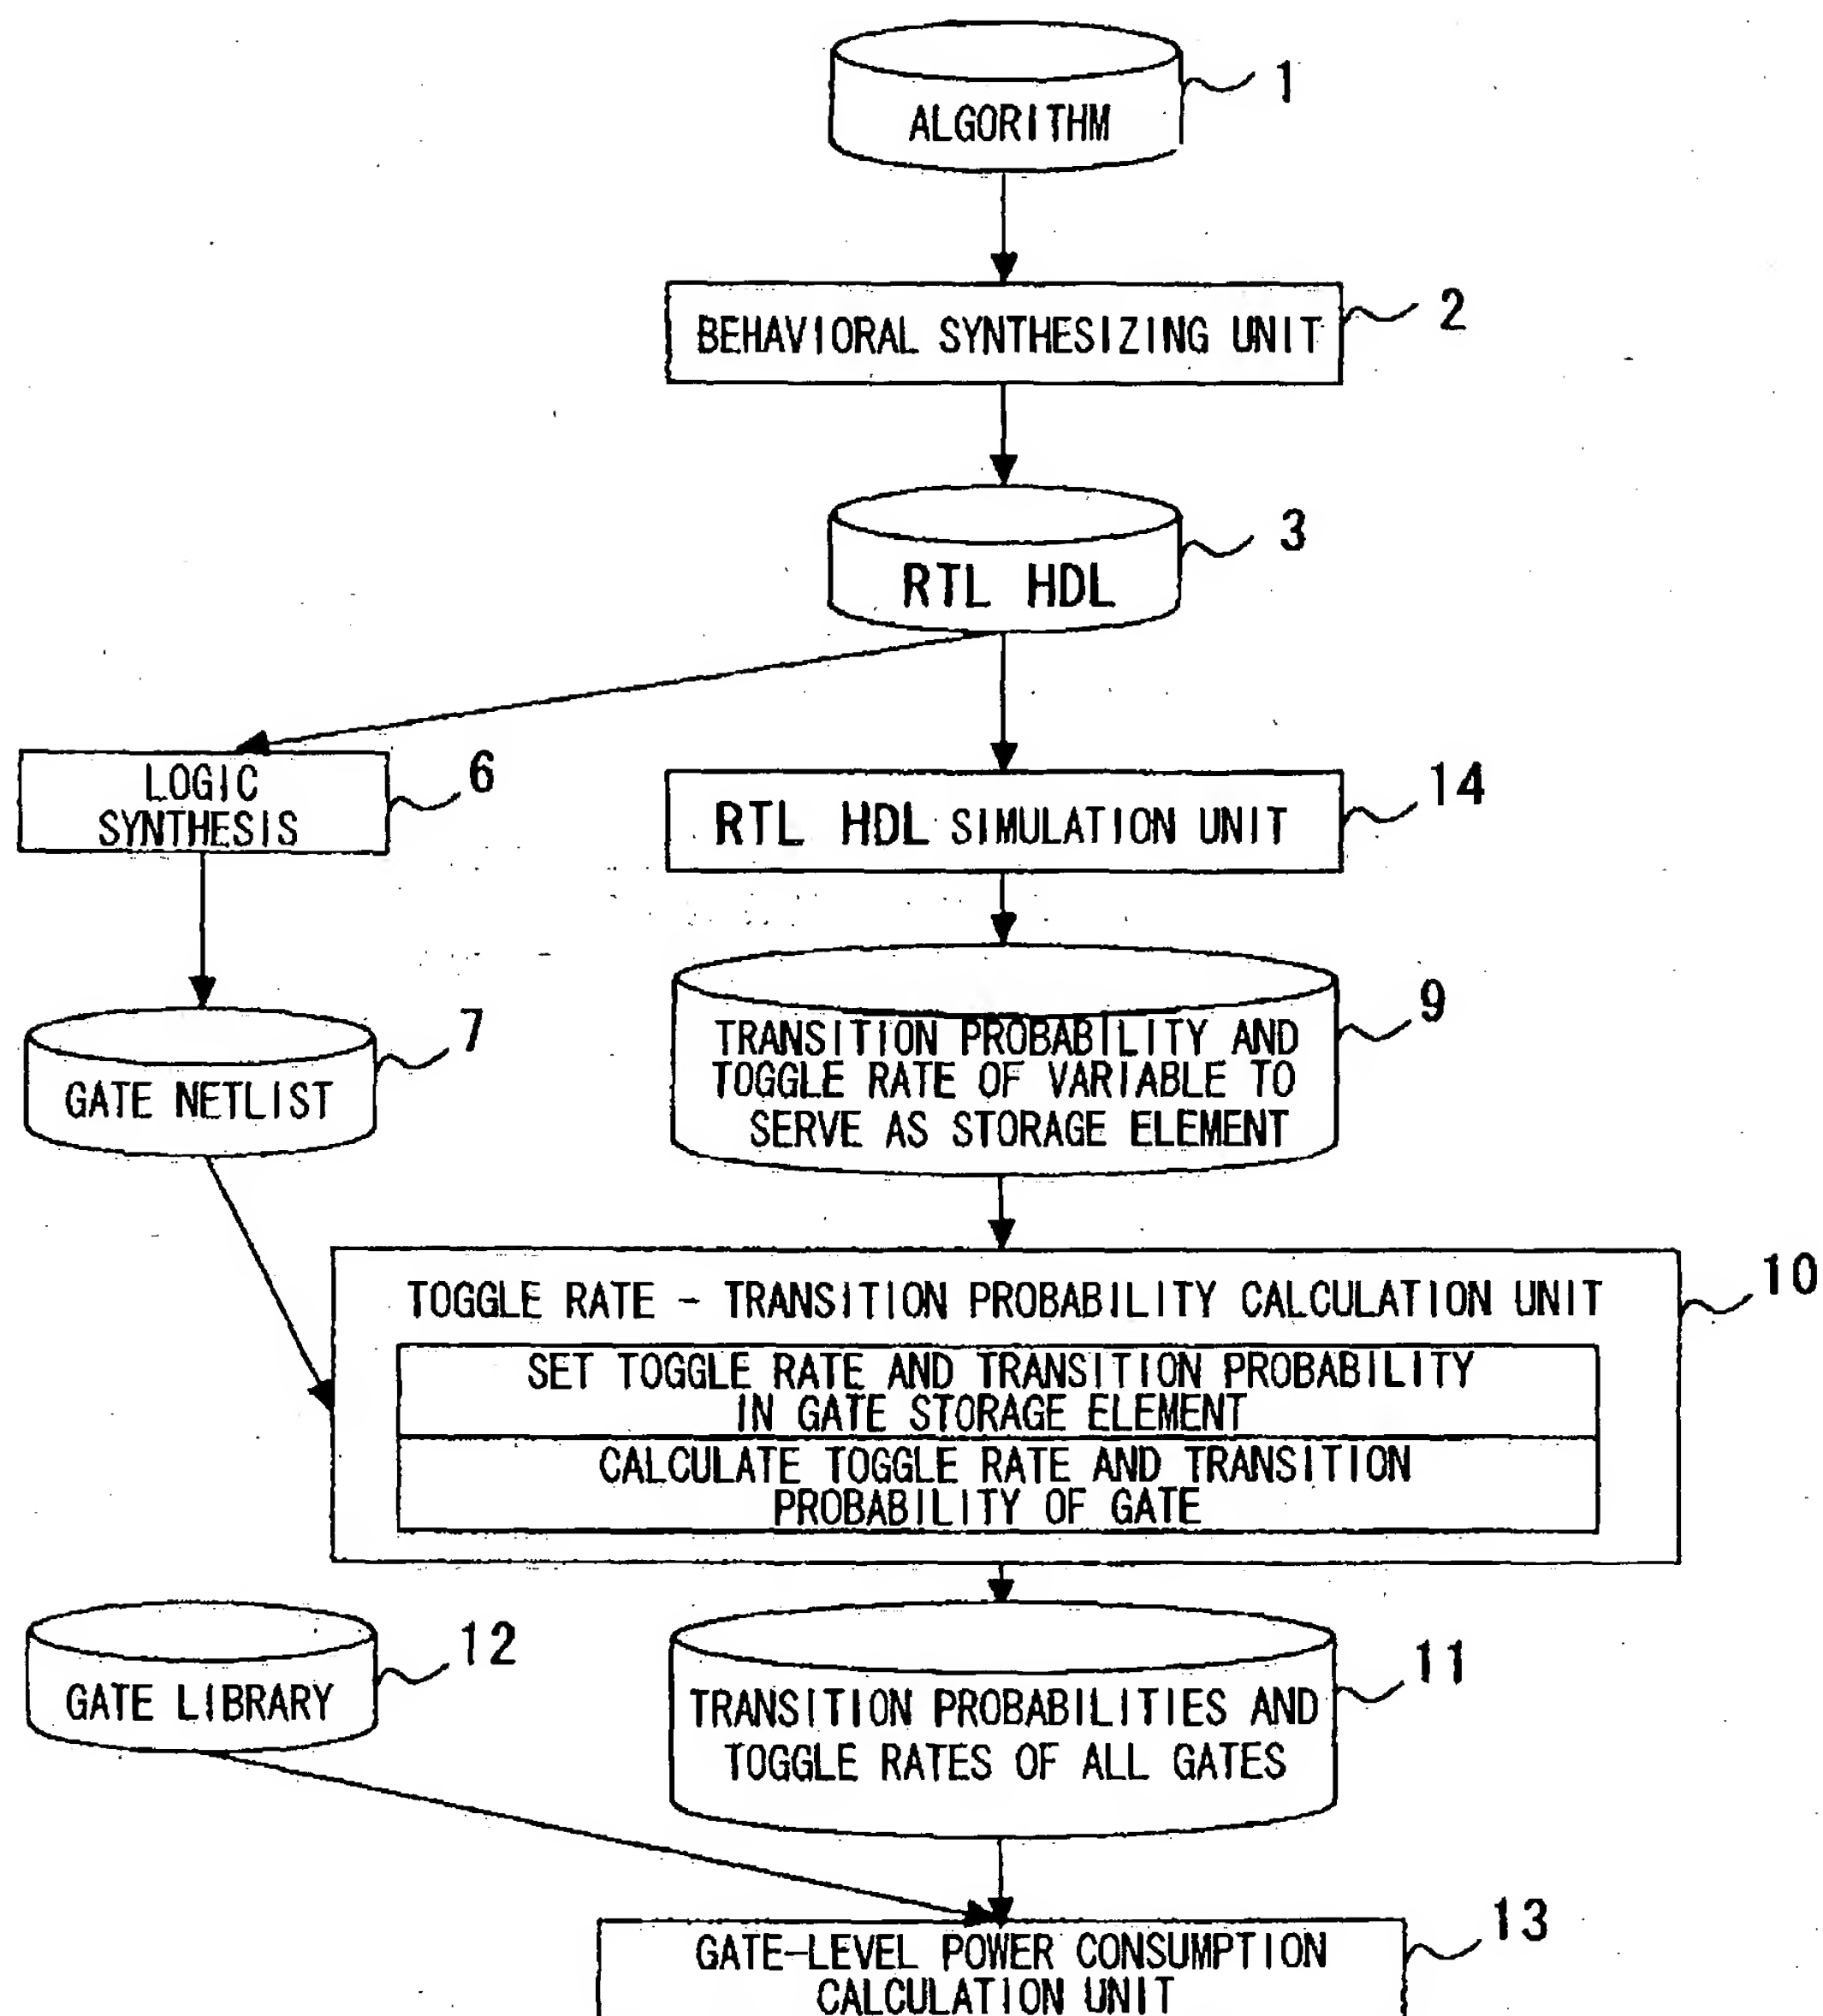 ALGORITHM
1
BEHAVIORAL SYNTHESIZING UNIT
2
RTL HDL
3
LOGIC
SYNTHESIS
6
RTL HDL SIMULATION UNIT
14
GATE NETLIST
7
TRANSITION PROBABILITY AND
TOGGLE RATE OF VARIABLE TO
SERVE AS STORAGE ELEMENT
9
TOGGLE RATE - TRANSITION PROBABILITY CALCULATION UNIT
10
SET TOGGLE RATE AND TRANSITION PROBABILITY
IN GATE STORAGE ELEMENT
CALCULATE TOGGLE RATE AND TRANSITION
PROBABILITY OF GATE
GATE LIBRARY
12
TRANSITION PROBABILITIES AND
TOGGLE RATES OF ALL GATES
11
GATE-LEVEL POWER CONSUMPTION
CALCULATION UNIT
13